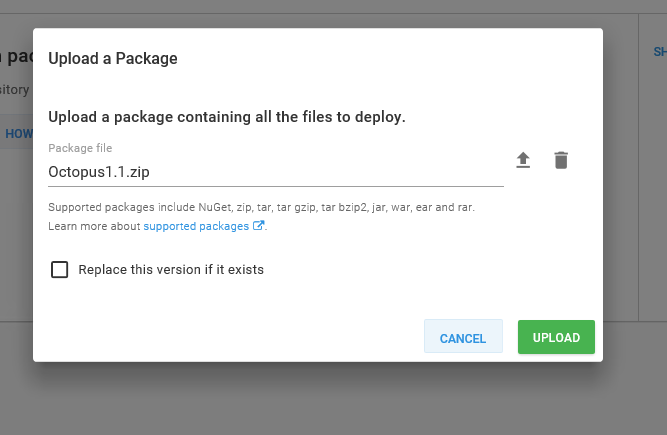 Upload a Package
Upload a package containing all the files to deploy.
Package file
Octopus1.1.zip
Supported packages include NuGet, zip, tar, tar gzip, tar bzip2, jar, war, ear and rar.
Learn more about supported packages.
Replace this version if it exists
CANCEL
UPLOAD
HOW
SH